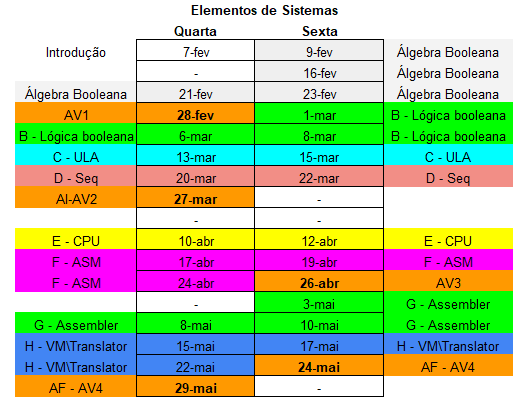 Elementos de Sistemas
Quarta Sexta
Introdução 7-fev 9-fev Álgebra Booleana
- 16-fev Álgebra Booleana
Álgebra Booleana 21-fev 23-fev Álgebra Booleana
AV1 28-fev 1-mar B - Lógica booleana
B - Lógica booleana 6-mar 8-mar B - Lógica booleana
C - ULA 13-mar 15-mar C - ULA
D - Seq 20-mar 22-mar D - Seq
AI-AV2 27-mar -
- -
E - CPU 10-abr 12-abr E - CPU
F - ASM 17-abr 19-abr F - ASM
F - ASM 24-abr 26-abr AV3
- 3-mai G - Assembler
G - Assembler 8-mai 10-mai G - Assembler
H - VM\Translator 15-mai 17-mai H - VM\Translator
H - VM\Translator 22-mai 24-mai AF - AV4
AF - AV4 29-mai -